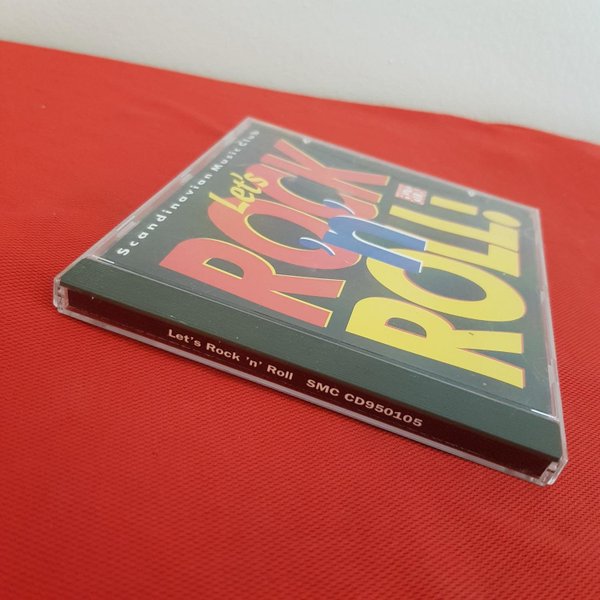 Scandinavian Music Club
Let's
ROCK
'n'
ROLL!
Let's Rock 'n' Roll SMC CD950105